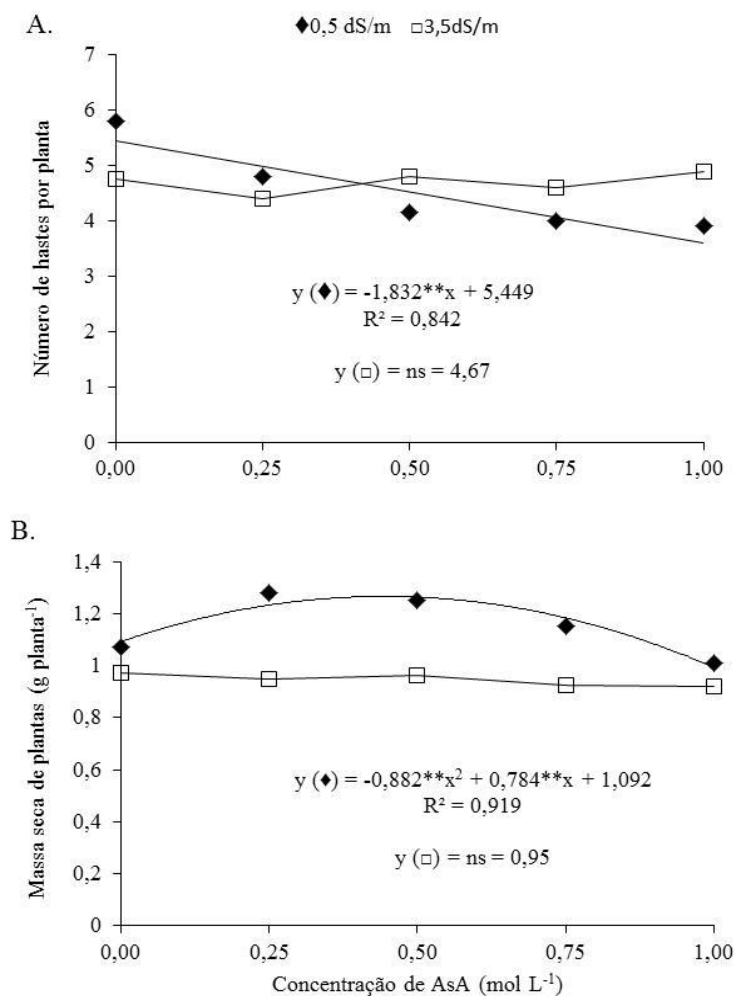 A.
◆0,5 dS/m □3,5dS/m
Número de hastes por planta
7
6
5
4
3
2
1
0
y (◆) = -1,832**x + 5,449
R² = 0,842
y (□) = ns = 4,67
0,00 0,25 0,50 0,75 1,00
B.
Massa seca de plantas (g planta⁻¹)
1,4
1,2
1
0,8
0,6
0,4
0,2
0
y (♦) = -0,882**x² + 0,784**x + 1,092
R² = 0,919
y (□) = ns = 0,95
0,00 0,25 0,50 0,75 1,00
Concentração de AsA (mol L⁻¹)